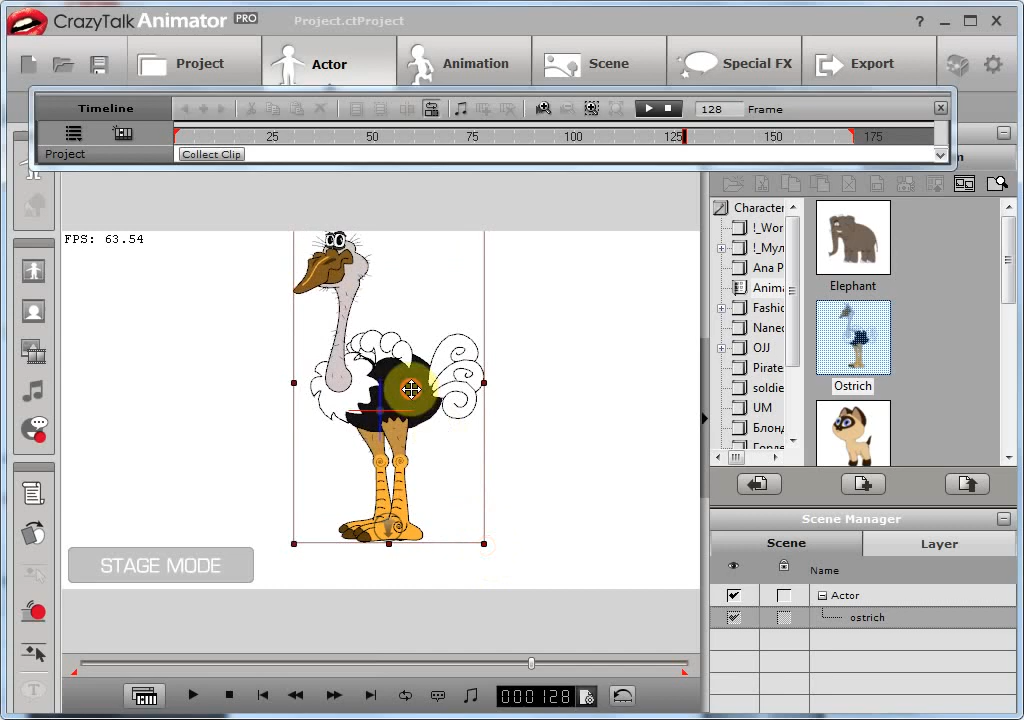 CrazyTalk Animator PRO
Project.ctProject
Project
Actor
Animation
Scene
Special FX
Export
Timeline
128 Frame
25 50 75 100 125 150 175
Project
Collect Clip
FPS: 63.54
STAGE MODE
Character
!_Wor
!_Мул
Ana P
Anima
Fashio
Naned
OJJ
Pirate
soldie
UM
Блонд
Elephant
Ostrich
Scene Manager
Scene
Layer
Name
Actor
ostrich
000128